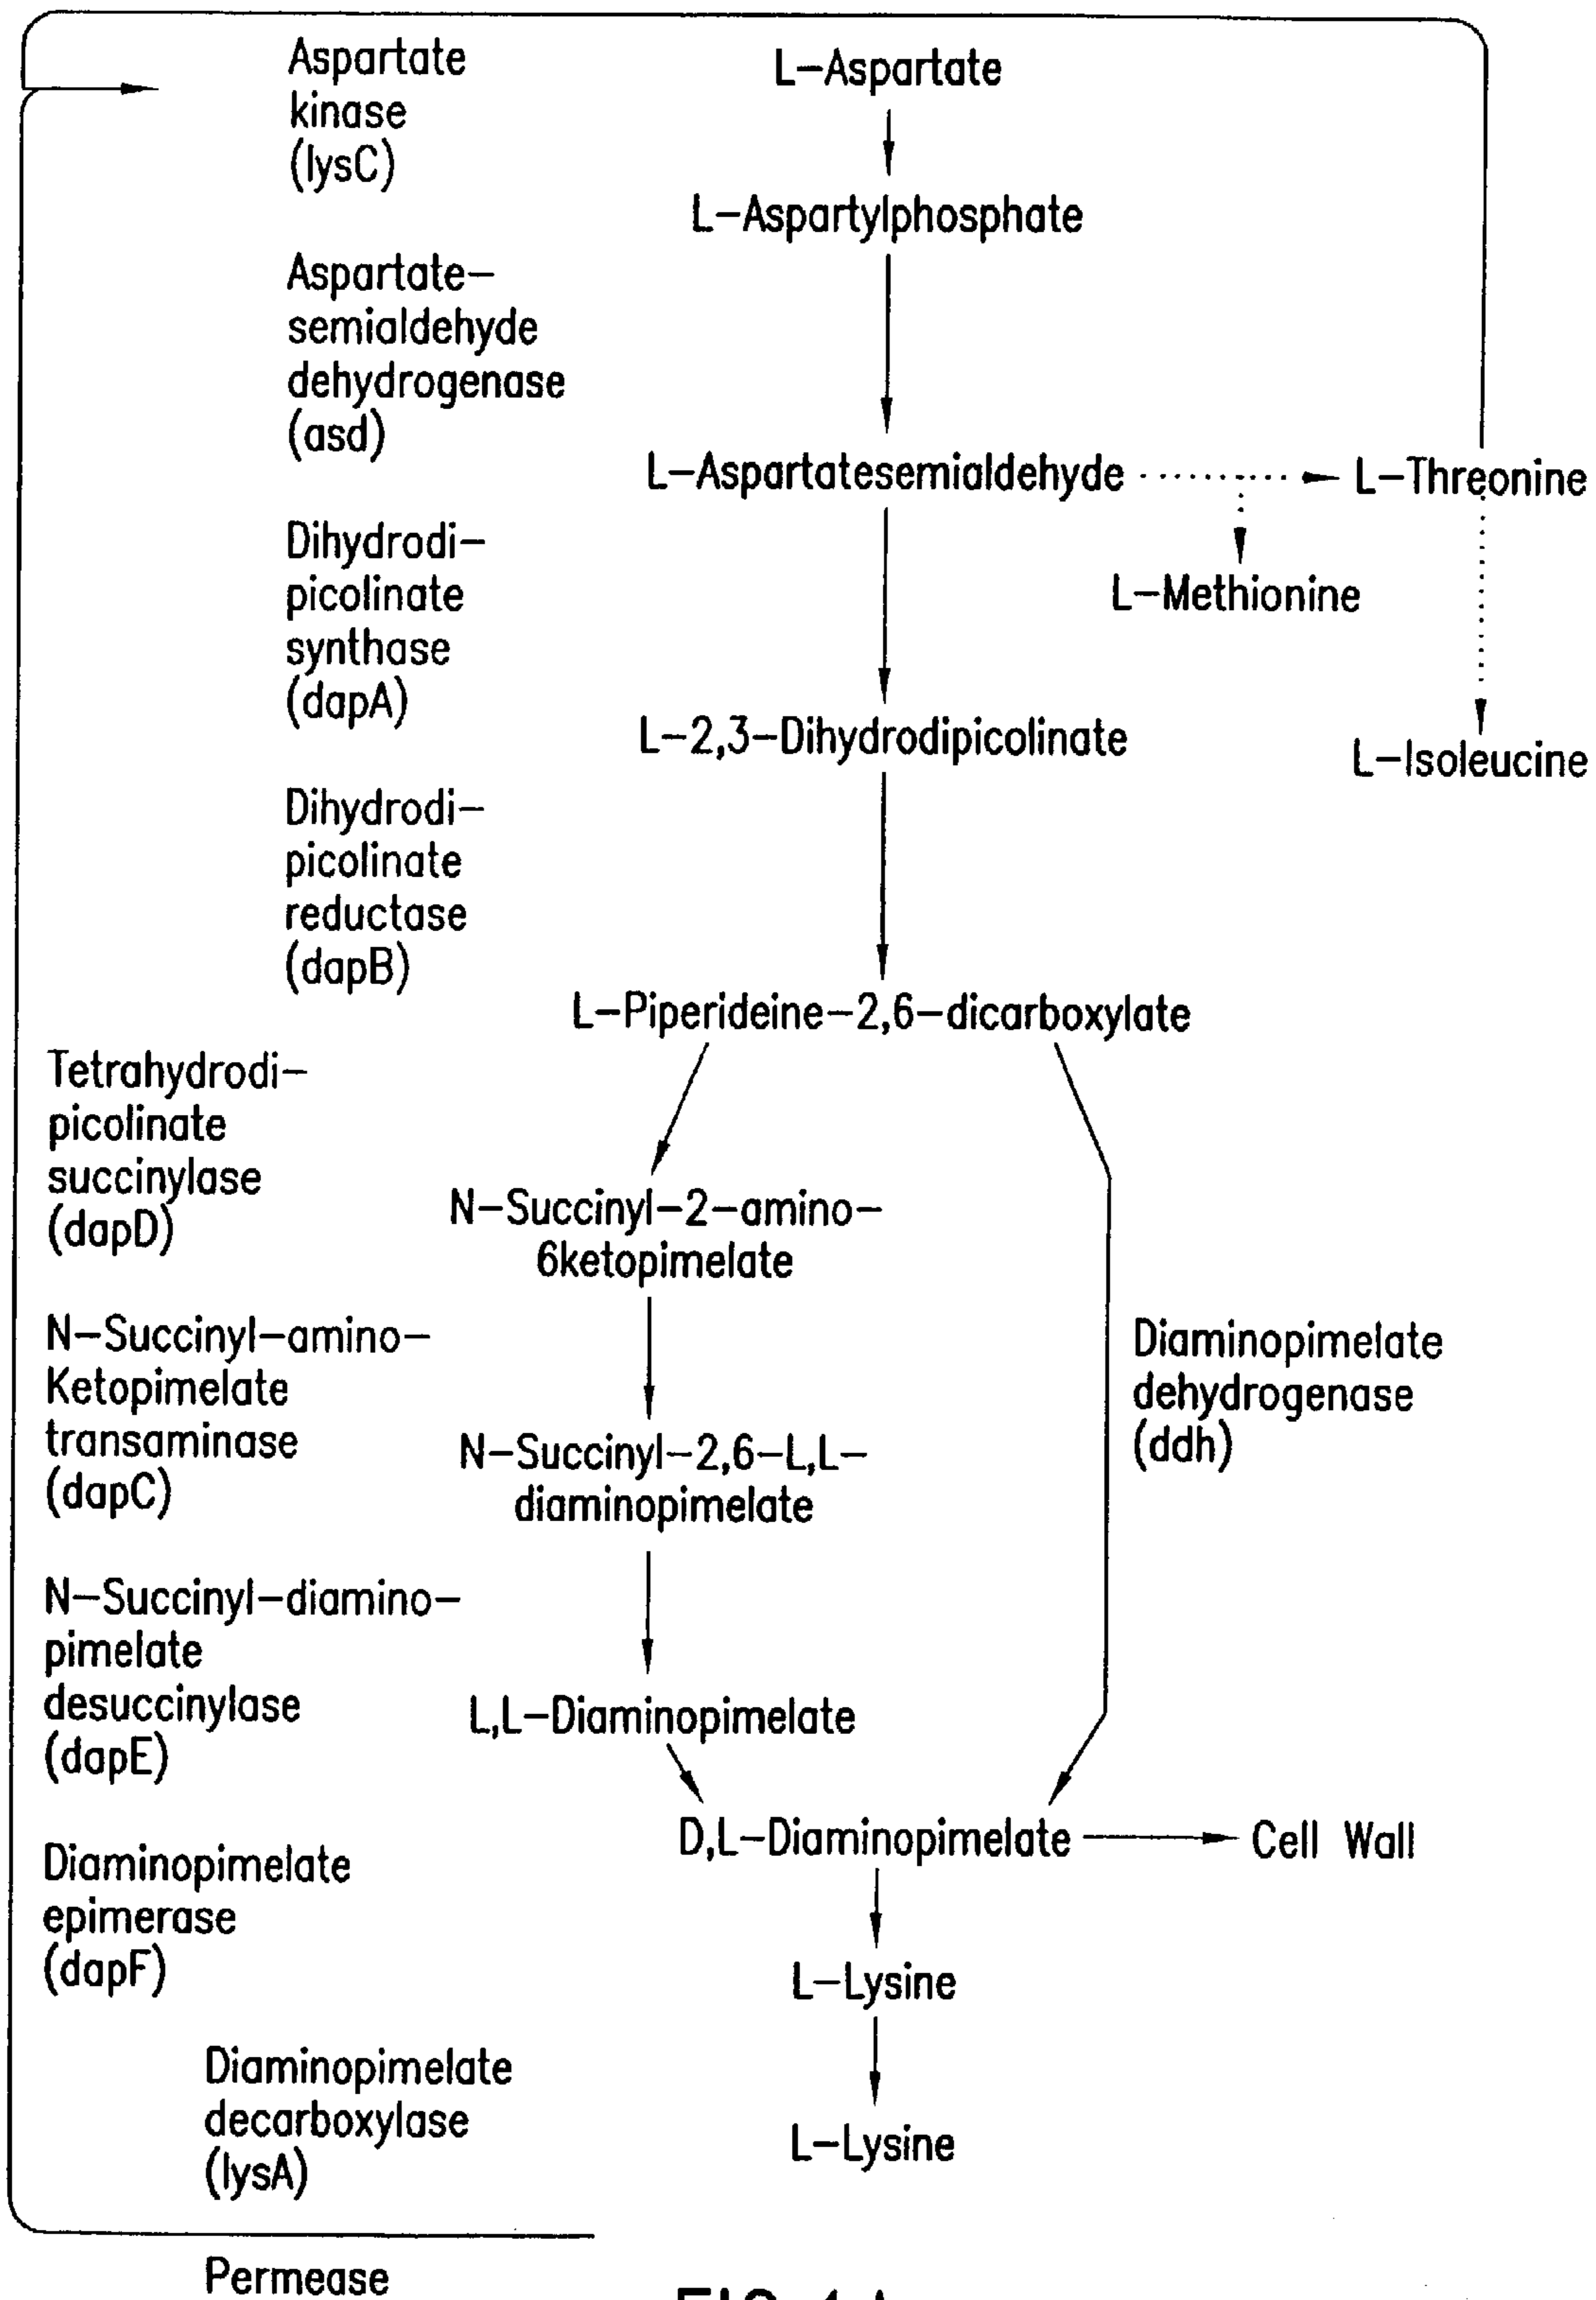 Aspartate
kinase
(lysC)
L-Aspartate
L-Aspartylphosphate
Aspartate-
semialdehyde
dehydrogenase
(asd)
L-Aspartatesemialdehyde
L-Threonine
L-Methionine
L-Isoleucine
Dihydrodi-
picolinate
synthase
(dapA)
L-2,3-Dihydrodipicolinate
Dihydrodi-
picolinate
reductase
(dapB)
L-Piperideine-2,6-dicarboxylate
Tetrahydrodi-
picolinate
succinylase
(dapD)
N-Succinyl-2-amino-
6ketopimelate
N-Succinyl-amino-
Ketopimelate
transaminase
(dapC)
N-Succinyl-2,6-L,L-
diaminopimelate
Diaminopimelate
dehydrogenase
(ddh)
N-Succinyl-diamino-
pimelate
desuccinylase
(dapE)
L,L-Diaminopimelate
D,L-Diaminopimelate
Cell Wall
Diaminopimelate
epimerase
(dapF)
L-Lysine
Diaminopimelate
decarboxylase
(lysA)
L-Lysine
Permease